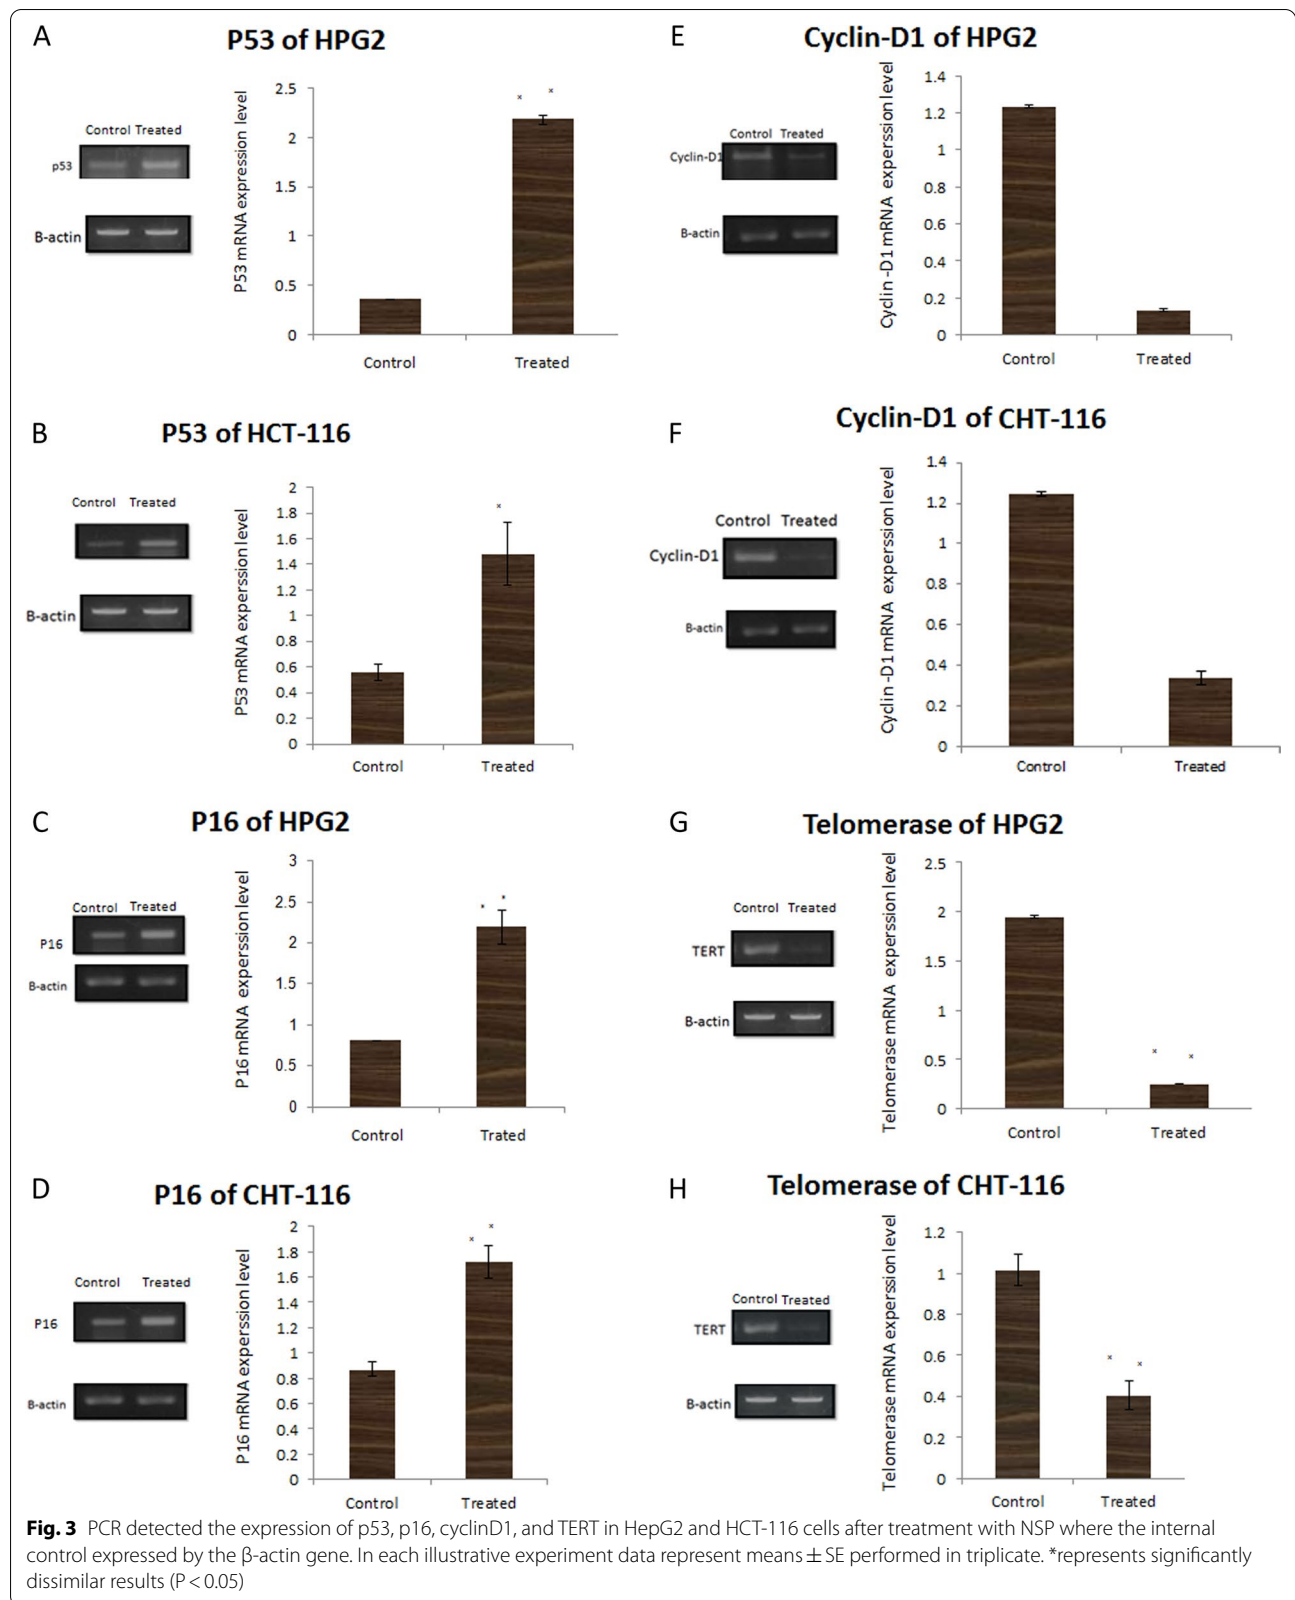 A
P53 of HPG2
Control Treated
p53
B-actin
P53 mRNA expression level
2.5
2
1.5
1
0.5
0
× ×
Control Treated
B
P53 of HCT-116
Control Treated
B-actin
P53 mRNA experssion level
2
1.8
1.6
1.4
1.2
1
0.8
0.6
0.4
0.2
0
×
Control Treated
C
P16 of HPG2
Control Treated
P16
B-actin
P16 mRNA experssion level
3
2.5
2
1.5
1
0.5
0
* *
Control Trated
D
P16 of CHT-116
Control Treated
P16
B-actin
P16 mRNA expression level
2
1.8
1.6
1.4
1.2
1
0.8
0.6
0.4
0.2
0
× ×
Control Treated
E
Cyclin-D1 of HPG2
Control Treated
Cyclin-D1
B-actin
Cyclin -D1 mRNA experssion level
1.4
1.2
1
0.8
0.6
0.4
0.2
0
Control Treated
F
Cyclin-D1 of CHT-116
Control Treated
Cyclin-D1
B-actin
Cyclin -D1 mRNA experssion level
1.4
1.2
1
0.8
0.6
0.4
0.2
0
Control Treated
G
Telomerase of HPG2
Control Treated
TERT
B-actin
Telomerase mRNA experssion level
2.5
2
1.5
1
0.5
0
× ×
Control Treated
H
Telomerase of CHT-116
Control Treated
TERT
B-actin
Telomerase mRNA experssion level
1.2
1
0.8
0.6
0.4
0.2
0
× ×
Control Treated
Fig. 3 PCR detected the expression of p53, p16, cyclinD1, and TERT in HepG2 and HCT-116 cells after treatment with NSP where the internal
control expressed by the β-actin gene. In each illustrative experiment data represent means ± SE performed in triplicate. *represents significantly
dissimilar results (P < 0.05)